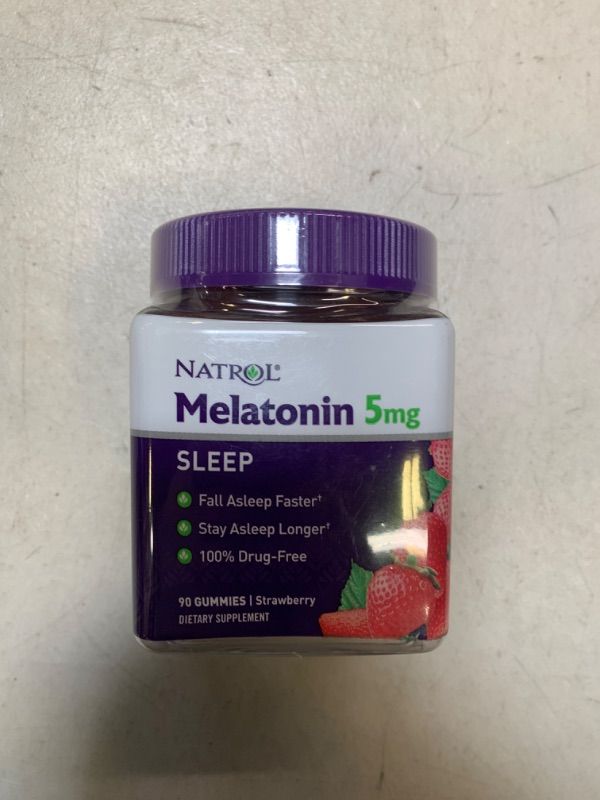 NATROL®
Melatonin 5mg
SLEEP
Fall Asleep Faster†
Stay Asleep Longer†
100% Drug-Free
90 GUMMIES | Strawberry
DIETARY SUPPLEMENT